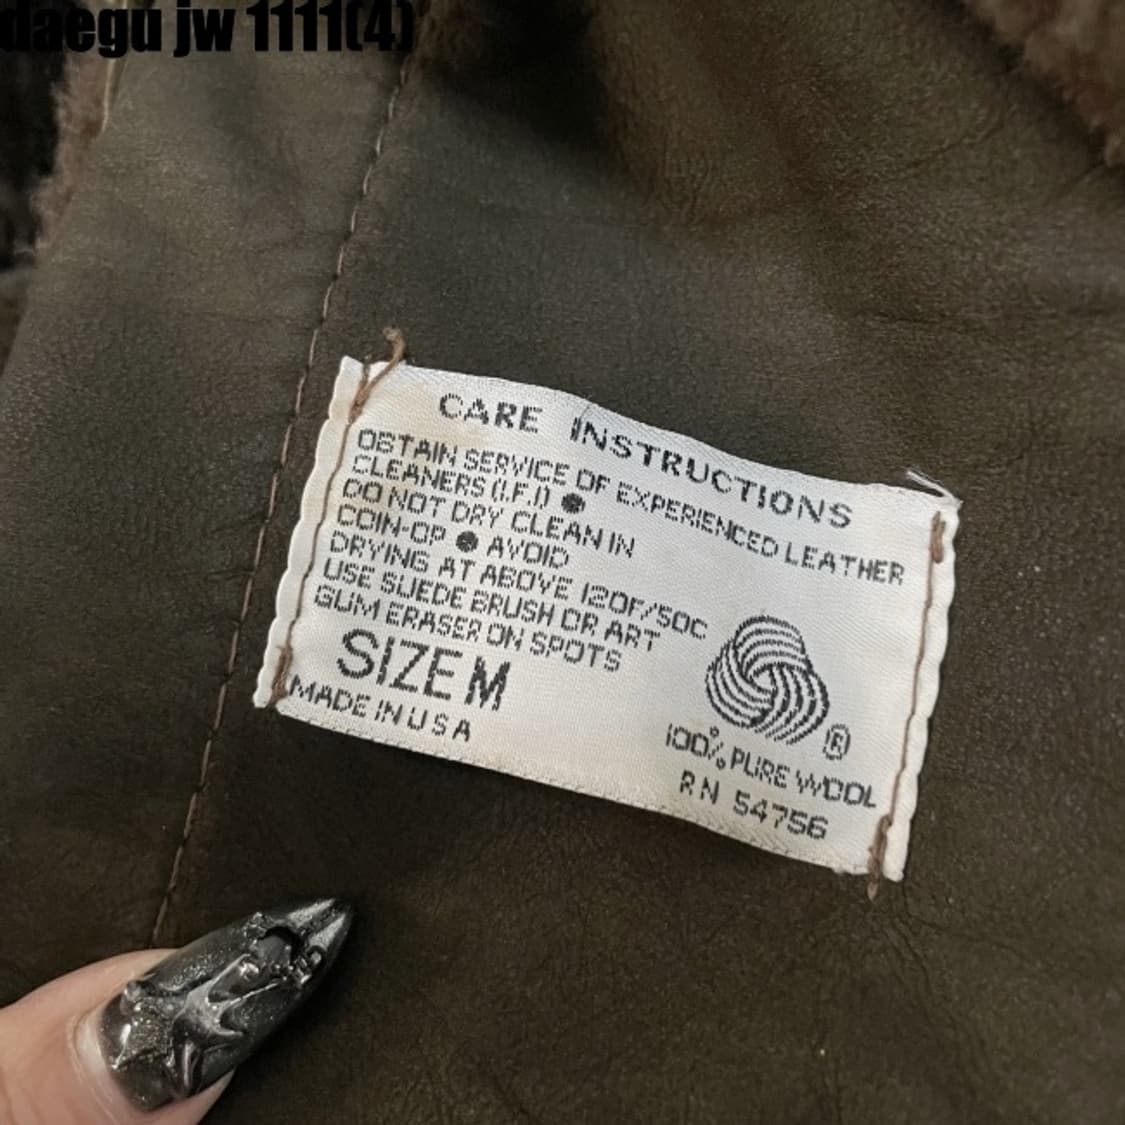 daegu jw 1111(4)
CARE INSTRUCTIONS
OBTAIN SERVICE OF EXPERIENCED LEATHER
CLEANERS (I.F.I) ●
DO NOT DRY CLEAN IN
COIN-OP ● AVOID
DRYING AT ABOVE 120F/50C
USE SUEDE BRUSH OR ART
GUM ERASER ON SPOTS
SIZE M
MADE IN U S A
®
100% PURE WOOL
RN 54756